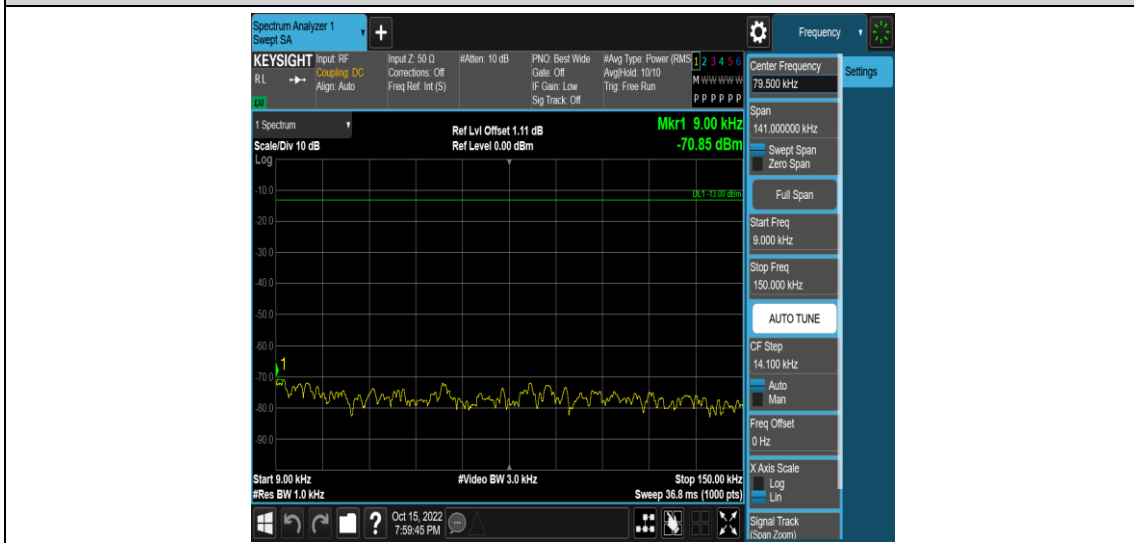 Spectrum Analyzer 1
Swept SA
+
Frequency
KEYSIGHT
RL
Input: RF
Coupling: DC
Align: Auto
Input Z: 50 Ω
Corrections: Off
Freq Ref: Int (S)
#Atten: 10 dB
PNO: Best Wide
Gate: Off
IF Gain: Low
Sig Track: Off
#Avg Type: Power (RMS
Avg|Hold: 10/10
Trig: Free Run
1 2 3 4 5 6
M W W W W W
P P P P P P
1 Spectrum
Scale/Div 10 dB
Ref Lvl Offset 1.11 dB
Ref Level 0.00 dBm
Mkr1 9.00 kHz
-70.85 dBm
Log
DL1 -13.00 dBm
-10.0
-20.0
-30.0
-40.0
-50.0
-60.0
-70.0
-80.0
-90.0
1
Start 9.00 kHz
#Res BW 1.0 kHz
#Video BW 3.0 kHz
Stop 150.00 kHz
Sweep 36.8 ms (1000 pts)
Center Frequency
79.500 kHz
Settings
Span
141.000000 kHz
Swept Span
Zero Span
Full Span
Start Freq
9.000 kHz
Stop Freq
150.000 kHz
AUTO TUNE
CF Step
14.100 kHz
Auto
Man
Freq Offset
0 Hz
X Axis Scale
Log
Lin
Signal Track
(Span Zoom)
?
Oct 15, 2022
7:59:45 PM